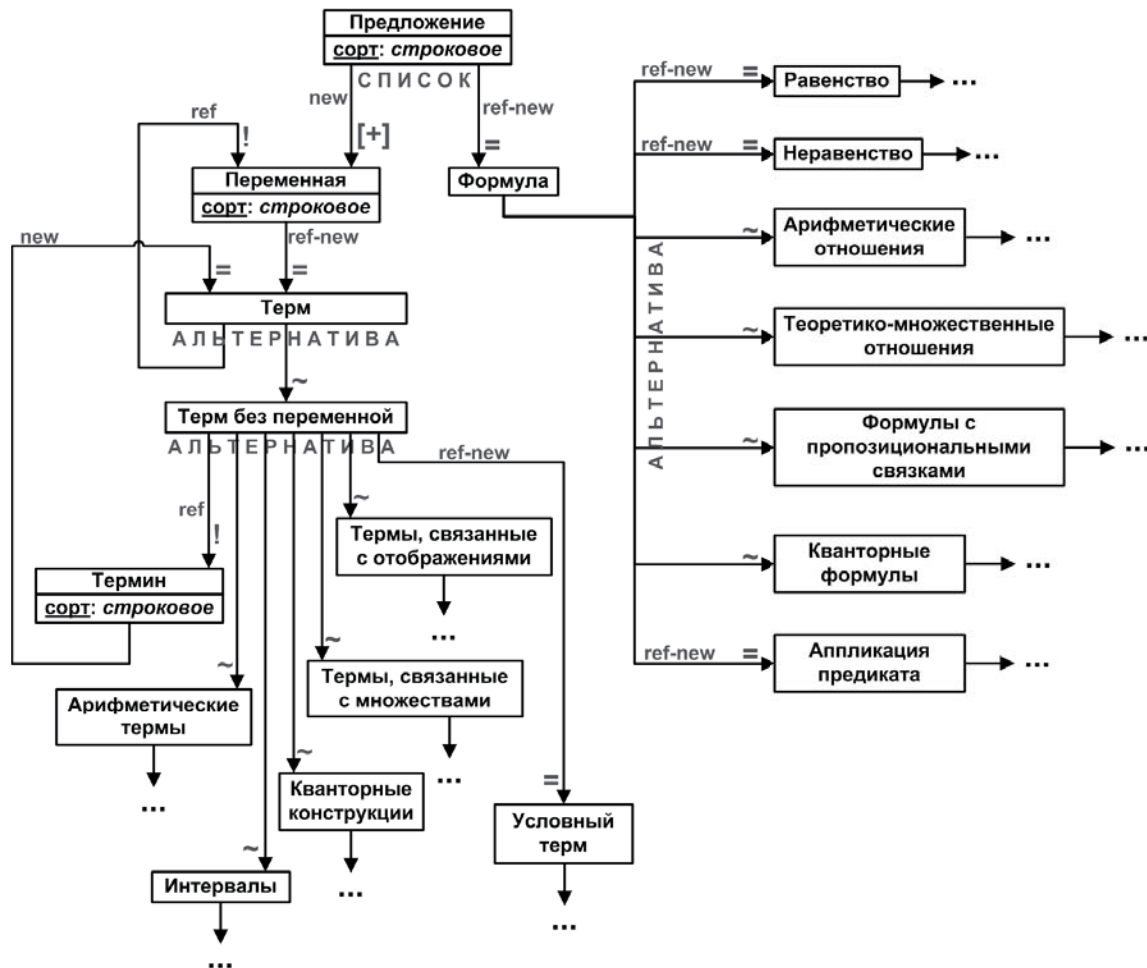 Предложение
сорт: строковое
СПИСОК
new
ref-new
ref
!
[+]
=
Переменная
сорт: строковое
Формула
new
ref-new
=
=
Терм
АЛЬТЕРНАТИВА
~
Терм без переменной
АЛЬТЕРНАТИВА
ref-new
ref
!
~
Термы, связанные
с отображениями
...
Термин
сорт: строковое
~
~
Термы, связанные
с множествами
...
Арифметические
термы
...
~
Кванторные
конструкции
...
=
Условный
терм
...
~
Интервалы
...
АЛЬТЕРНАТИВА
ref-new
=
Равенство
...
ref-new
=
Неравенство
...
~
Арифметические
отношения
...
~
Теоретико-множественные
отношения
...
~
Формулы с
пропозициональными
связками
...
~
Кванторные
формулы
...
ref-new
=
Аппликация
предиката
...